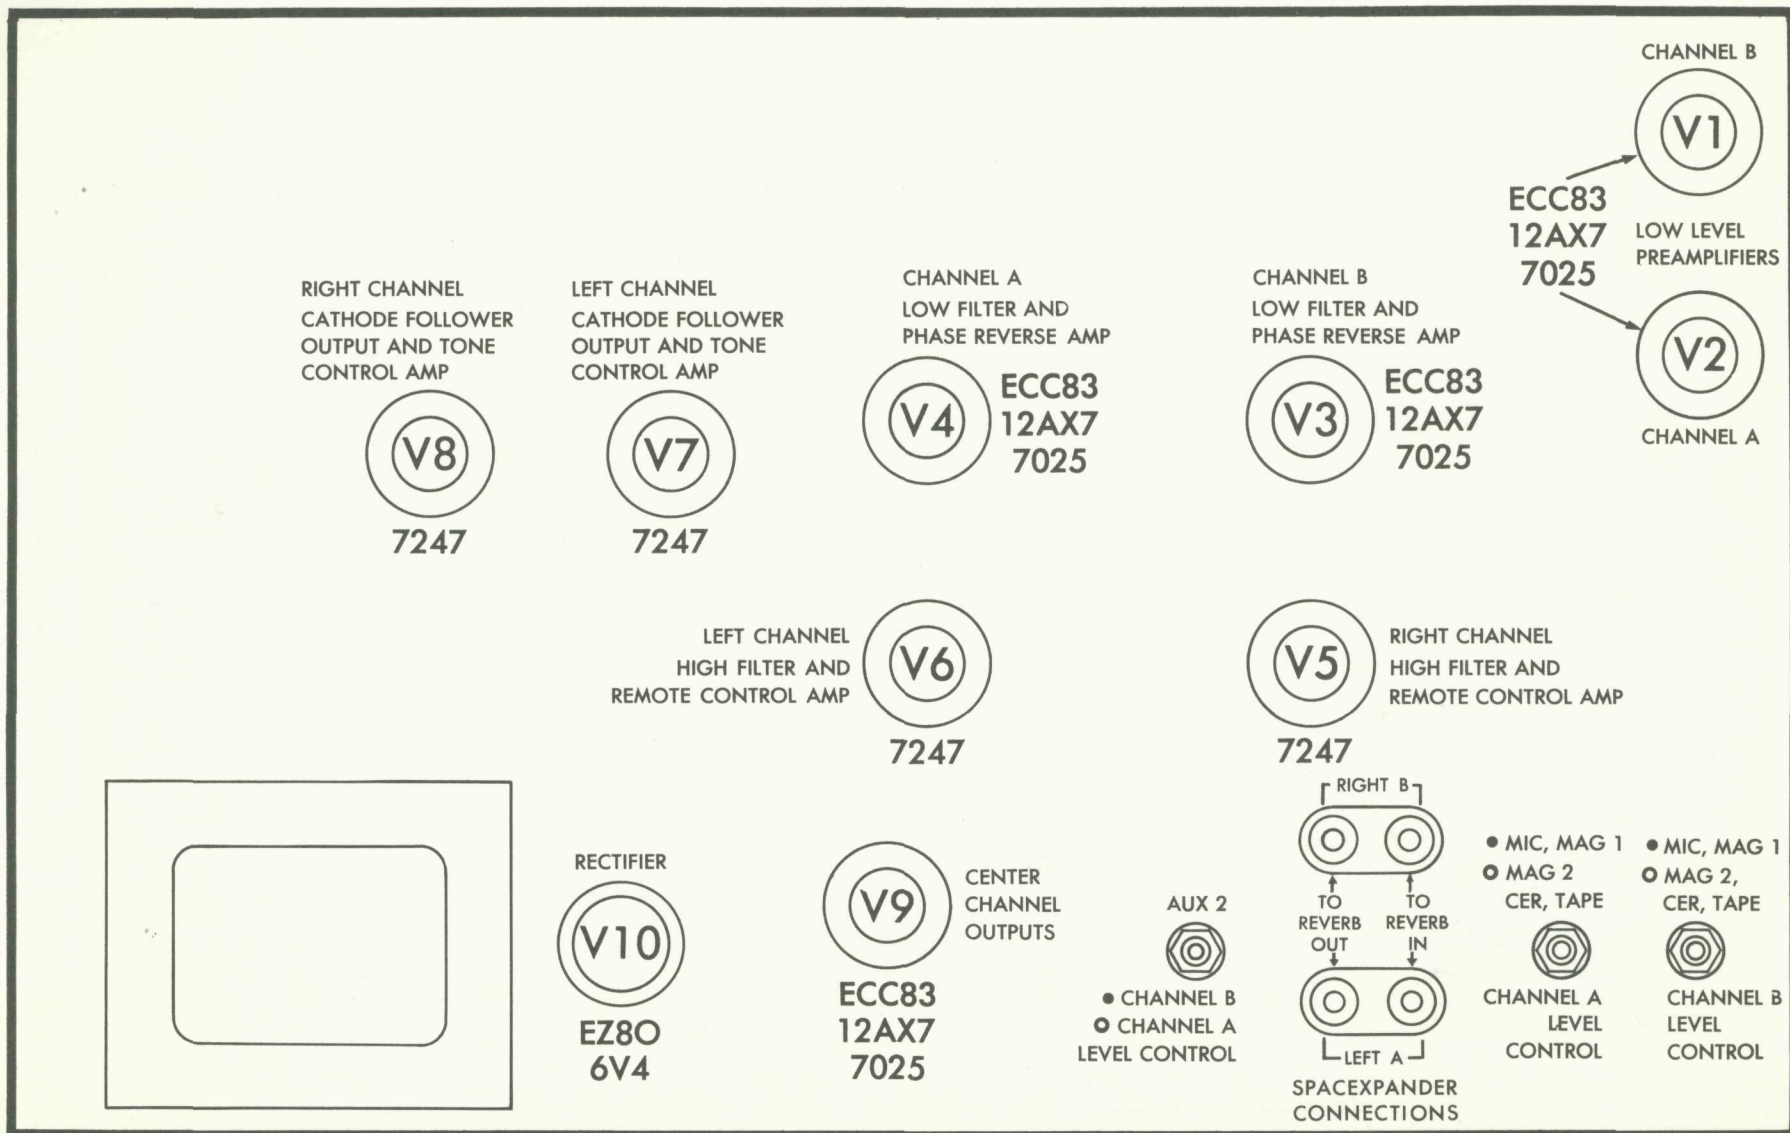 CHANNEL B
V1
ECC83
12AX7
7025
LOW LEVEL
PREAMPLIFIERS
V2
CHANNEL A
RIGHT CHANNEL
CATHODE FOLLOWER
OUTPUT AND TONE
CONTROL AMP
V8
7247
LEFT CHANNEL
CATHODE FOLLOWER
OUTPUT AND TONE
CONTROL AMP
V7
7247
CHANNEL A
LOW FILTER AND
PHASE REVERSE AMP
V4
ECC83
12AX7
7025
CHANNEL B
LOW FILTER AND
PHASE REVERSE AMP
V3
ECC83
12AX7
7025
LEFT CHANNEL
HIGH FILTER AND
REMOTE CONTROL AMP
V6
7247
V5
RIGHT CHANNEL
HIGH FILTER AND
REMOTE CONTROL AMP
7247
RECTIFIER
V10
EZ80
6V4
V9
CENTER
CHANNEL
OUTPUTS
ECC83
12AX7
7025
AUX 2
● CHANNEL B
○ CHANNEL A
LEVEL CONTROL
RIGHT B
TO
REVERB
OUT
TO
REVERB
IN
LEFT A
SPACEXPANDER
CONNECTIONS
● MIC, MAG 1
○ MAG 2
CER, TAPE
CHANNEL A
LEVEL
CONTROL
● MIC, MAG 1
○ MAG 2,
CER, TAPE
CHANNEL B
LEVEL
CONTROL